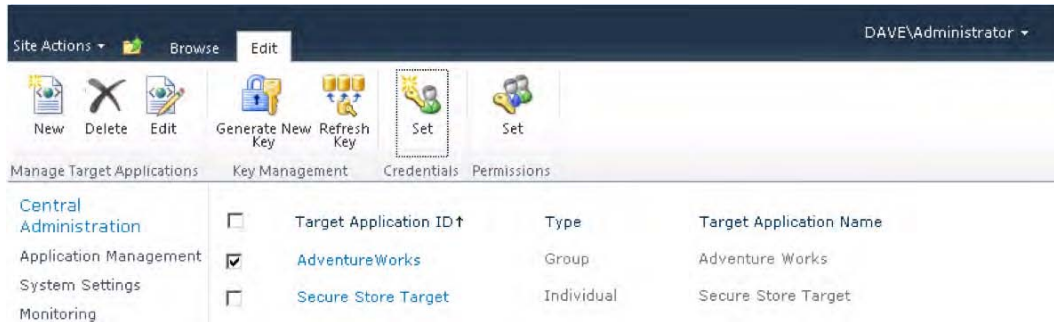 DAVE\Administrator
Site Actions Browse Edit
New Delete Edit Generate New Key Refresh Key Set Set
Manage Target Applications Key Management Credentials Permissions
Central Administration
Application Management
System Settings
Monitoring
Target Application ID↑ Type Target Application Name
AdventureWorks Group Adventure Works
Secure Store Target Individual Secure Store Target